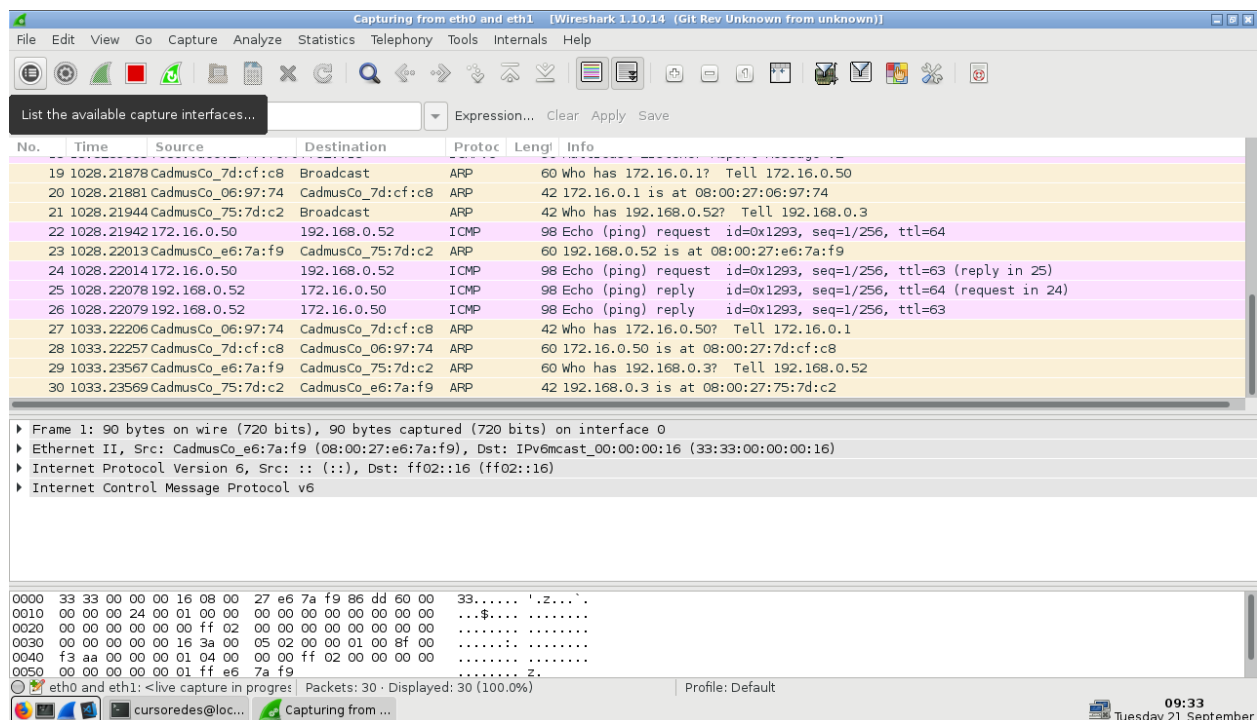 Capturing from eth0 and eth1 [Wireshark 1.10.14 (Git Rev Unknown from unknown)]
File Edit View Go Capture Analyze Statistics Telephony Tools Internals Help
List the available capture interfaces...
Expression... Clear Apply Save
No. Time Source Destination Protoc Lengt Info
19 1028.21878 CadmusCo_7d:cf:c8 Broadcast ARP 60 Who has 172.16.0.1? Tell 172.16.0.50
20 1028.21881 CadmusCo_06:97:74 CadmusCo_7d:cf:c8 ARP 42 172.16.0.1 is at 08:00:27:06:97:74
21 1028.21944 CadmusCo_75:7d:c2 Broadcast ARP 42 Who has 192.168.0.52? Tell 192.168.0.3
22 1028.21942 172.16.0.50 192.168.0.52 ICMP 98 Echo (ping) request id=0x1293, seq=1/256, ttl=64
23 1028.22013 CadmusCo_e6:7a:f9 CadmusCo_75:7d:c2 ARP 60 192.168.0.52 is at 08:00:27:e6:7a:f9
24 1028.22014 172.16.0.50 192.168.0.52 ICMP 98 Echo (ping) request id=0x1293, seq=1/256, ttl=63 (reply in 25)
25 1028.22078 192.168.0.52 172.16.0.50 ICMP 98 Echo (ping) reply id=0x1293, seq=1/256, ttl=64 (request in 24)
26 1028.22079 192.168.0.52 172.16.0.50 ICMP 98 Echo (ping) reply id=0x1293, seq=1/256, ttl=63
27 1033.22206 CadmusCo_06:97:74 CadmusCo_7d:cf:c8 ARP 42 Who has 172.16.0.50? Tell 172.16.0.1
28 1033.22257 CadmusCo_7d:cf:c8 CadmusCo_06:97:74 ARP 60 172.16.0.50 is at 08:00:27:7d:cf:c8
29 1033.23567 CadmusCo_e6:7a:f9 CadmusCo_75:7d:c2 ARP 60 Who has 192.168.0.3? Tell 192.168.0.52
30 1033.23569 CadmusCo_75:7d:c2 CadmusCo_e6:7a:f9 ARP 42 192.168.0.3 is at 08:00:27:75:7d:c2
Frame 1: 90 bytes on wire (720 bits), 90 bytes captured (720 bits) on interface 0
Ethernet II, Src: CadmusCo_e6:7a:f9 (08:00:27:e6:7a:f9), Dst: IPv6mcast_00:00:00:16 (33:33:00:00:00:16)
Internet Protocol Version 6, Src: :: (::), Dst: ff02::16 (ff02::16)
Internet Control Message Protocol v6
0000 33 33 00 00 00 16 08 00 27 e6 7a f9 86 dd 60 00 33...... '.z...`.
0010 00 00 00 24 00 01 00 00 00 00 00 00 00 00 00 00 ...$.... ........
0020 00 00 00 00 00 00 ff 02 00 00 00 00 00 00 00 00 ........ ........
0030 00 00 00 00 00 16 3a 00 05 02 00 00 01 00 8f 00 ......:. ........
0040 f3 aa 00 00 00 01 04 00 00 00 ff 02 00 00 00 00 ........ ........
0050 00 00 00 00 00 01 ff e6 7a f9 ........ z.
eth0 and eth1: <live capture in progres Packets: 30 · Displayed: 30 (100.0%) Profile: Default
cursoredes@loc... Capturing from ... 09:33
Tuesday 21 September